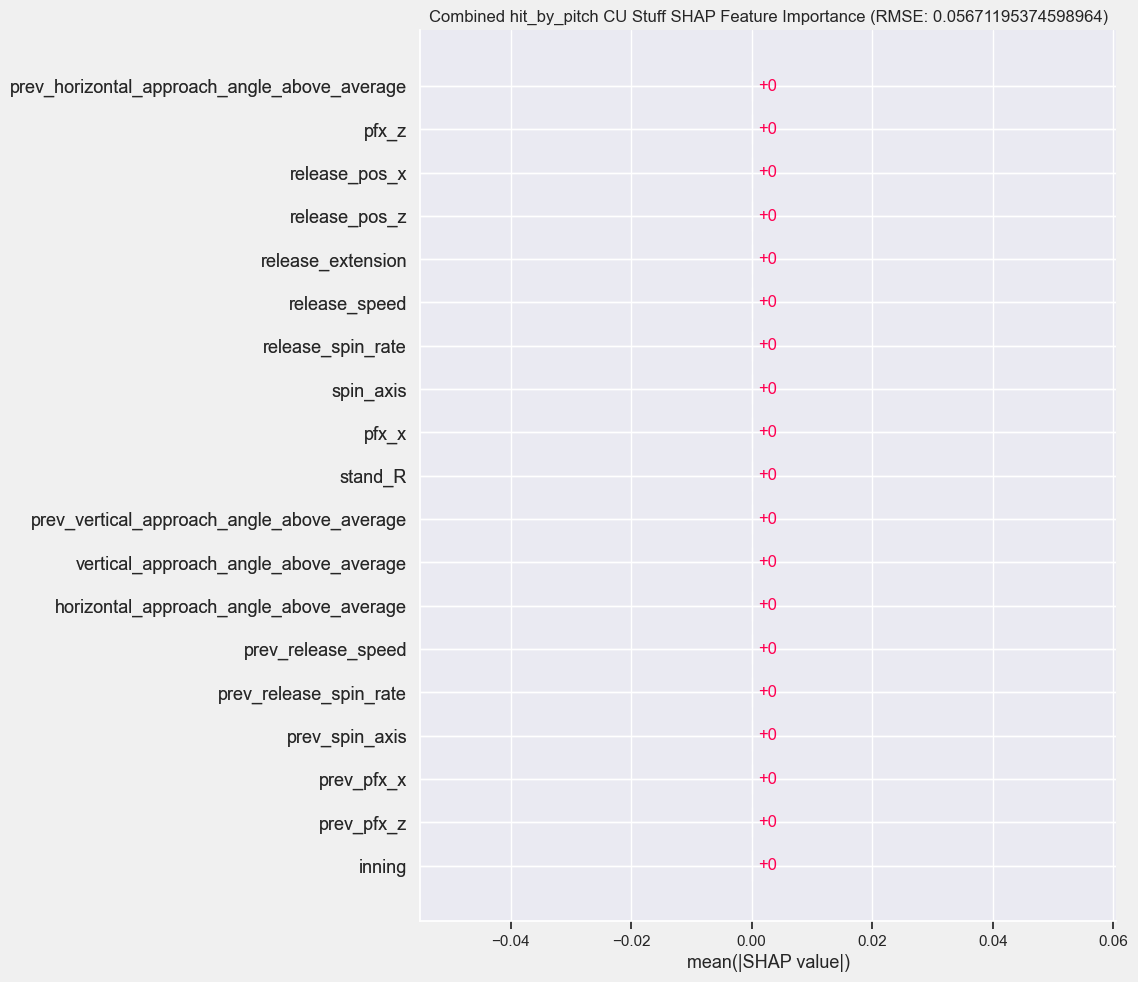 Combined hit_by_pitch CU Stuff SHAP Feature Importance (RMSE: 0.05671195374598964)
prev_horizontal_approach_angle_above_average +0
pfx_z +0
release_pos_x +0
release_pos_z +0
release_extension +0
release_speed +0
release_spin_rate +0
spin_axis +0
pfx_x +0
stand_R +0
prev_vertical_approach_angle_above_average +0
vertical_approach_angle_above_average +0
horizontal_approach_angle_above_average +0
prev_release_speed +0
prev_release_spin_rate +0
prev_spin_axis +0
prev_pfx_x +0
prev_pfx_z +0
inning +0
−0.04 −0.02 0.00 0.02 0.04 0.06
mean(|SHAP value|)